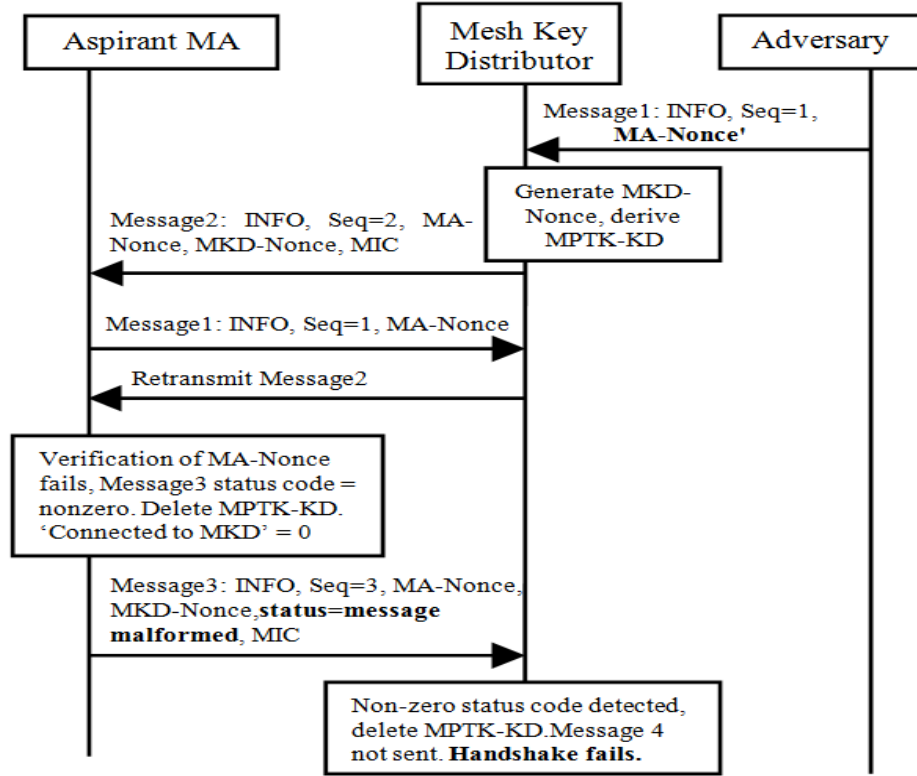 Aspirant MA
Mesh Key
Distributor
Adversary
Message1: INFO, Seq=1,
MA-Nonce'
Generate MKD-
Nonce, derive
MPTK-KD
Message2: INFO, Seq=2, MA-
Nonce, MKD-Nonce, MIC
Message1: INFO, Seq=1, MA-Nonce
Retransmit Message2
Verification of MA-Nonce
fails, Message3 status code =
nonzero. Delete MPTK-KD.
‘Connected to MKD’ = 0
Message3: INFO, Seq=3, MA-Nonce,
MKD-Nonce,status=message
malformed, MIC
Non-zero status code detected,
delete MPTK-KD.Message 4
not sent. Handshake fails.